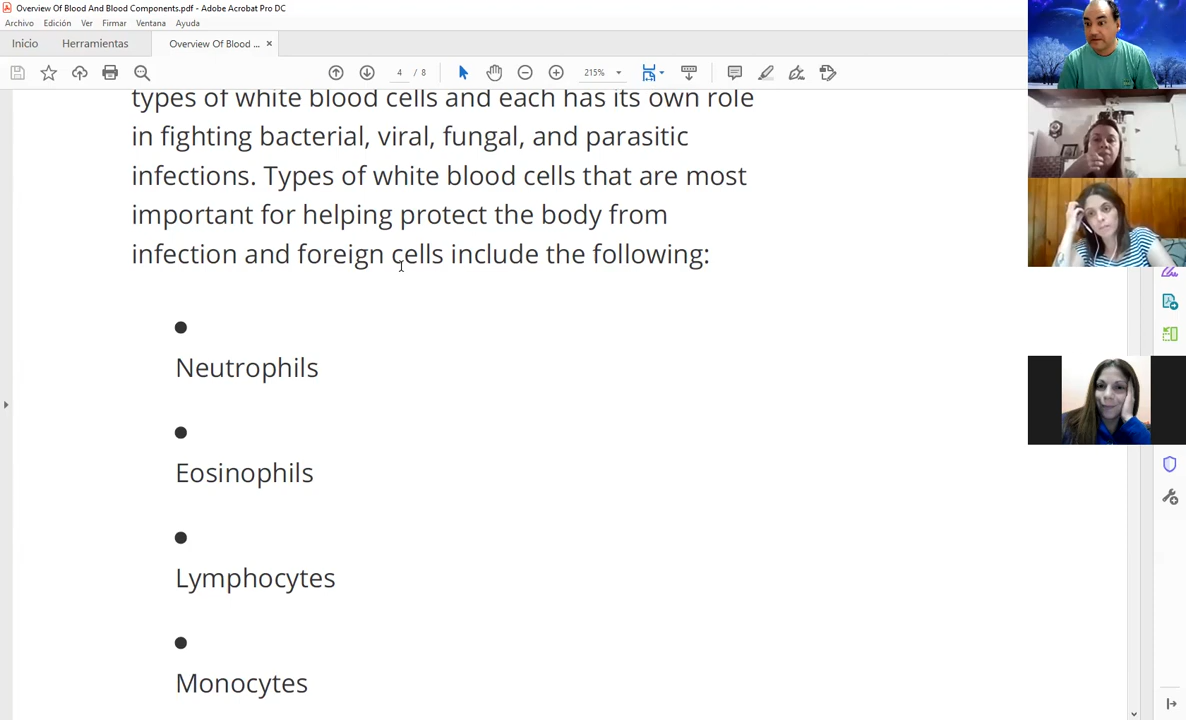 Overview Of Blood And Blood Components.pdf - Adobe Acrobat Pro DC
Archivo Edición Ver Firmar Ventana Ayuda
Inicio Herramientas Overview Of Blood ... ×
4 / 8 215%
types of white blood cells and each has its own role
in fighting bacterial, viral, fungal, and parasitic
infections. Types of white blood cells that are most
important for helping protect the body from
infection and foreign cells include the following:
● 
Neutrophils
● 
Eosinophils
● 
Lymphocytes
● 
Monocytes